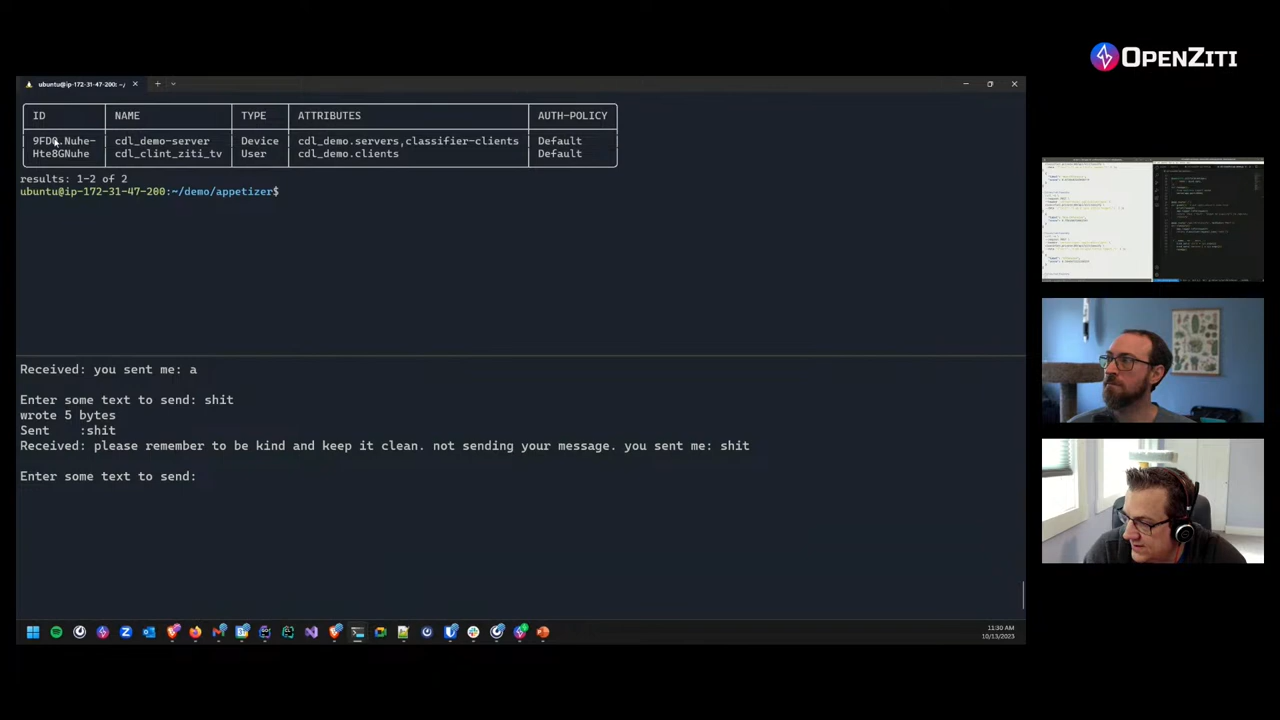 OPENZITI
ubuntu@ip-172-31-47-200: ~/
ID NAME TYPE ATTRIBUTES AUTH-POLICY
cdl_demo-server Device cdl_demo.servers,classifier-clients Default
Hte8GNuhe cdl_clint_ziti_tv User cdl_demo.clients Default
results: 1-2 of 2
ubuntu@ip-172-31-47-200:~/demo/appetizer$
Received: you sent me: a
Enter some text to send: shit
wrote 5 bytes
Sent    :shit
Received: please remember to be kind and keep it clean. not sending your message. you sent me: shit
Enter some text to send:
11:30 AM
10/13/2023